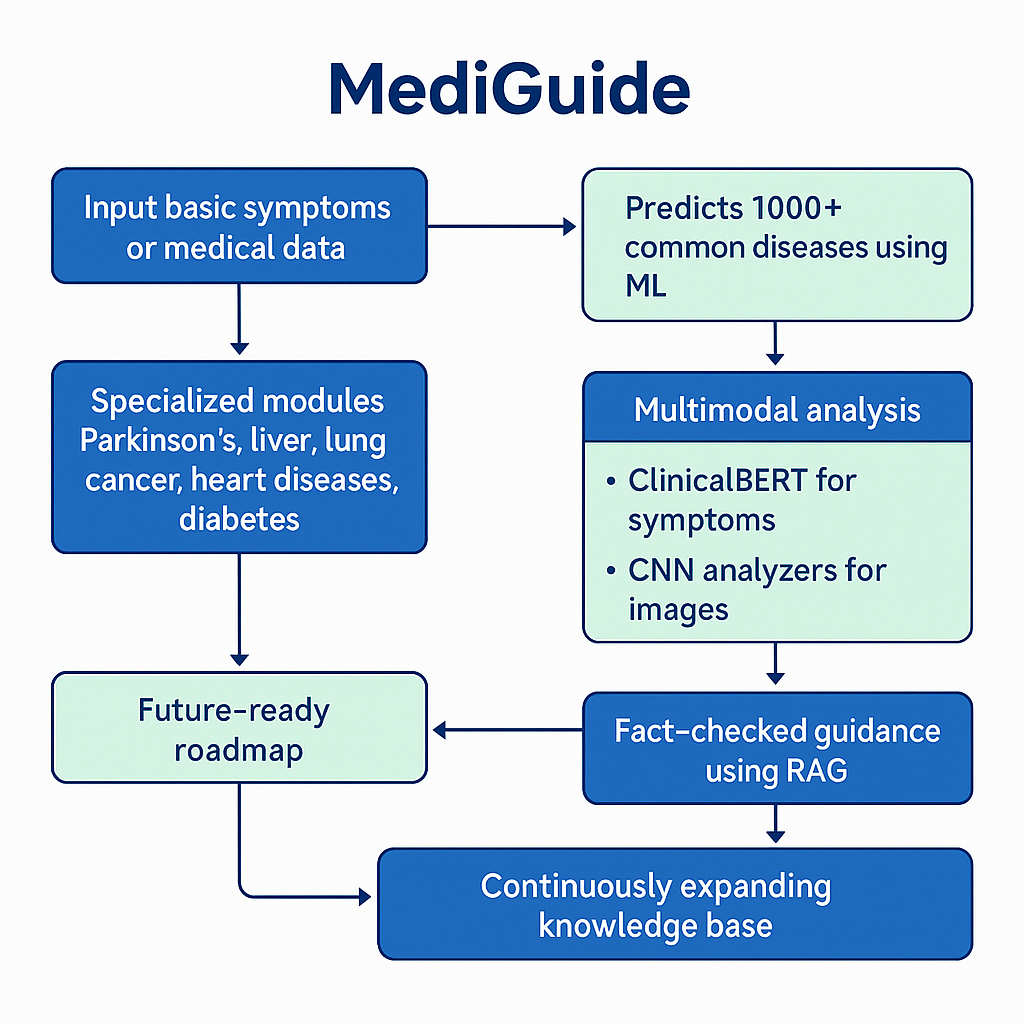 MediGuide
Input basic symptoms
or medical data
Predicts 1000+
common diseases using
ML
Specialized modules
Parkinson's, liver, lung
cancer, heart diseases,
diabetes
Multimodal analysis
• ClinicalBERT for
symptoms
• CNN analyzers for
images
Future-ready
roadmap
Fact-checked guidance
using RAG
Continuously expanding
knowledge base